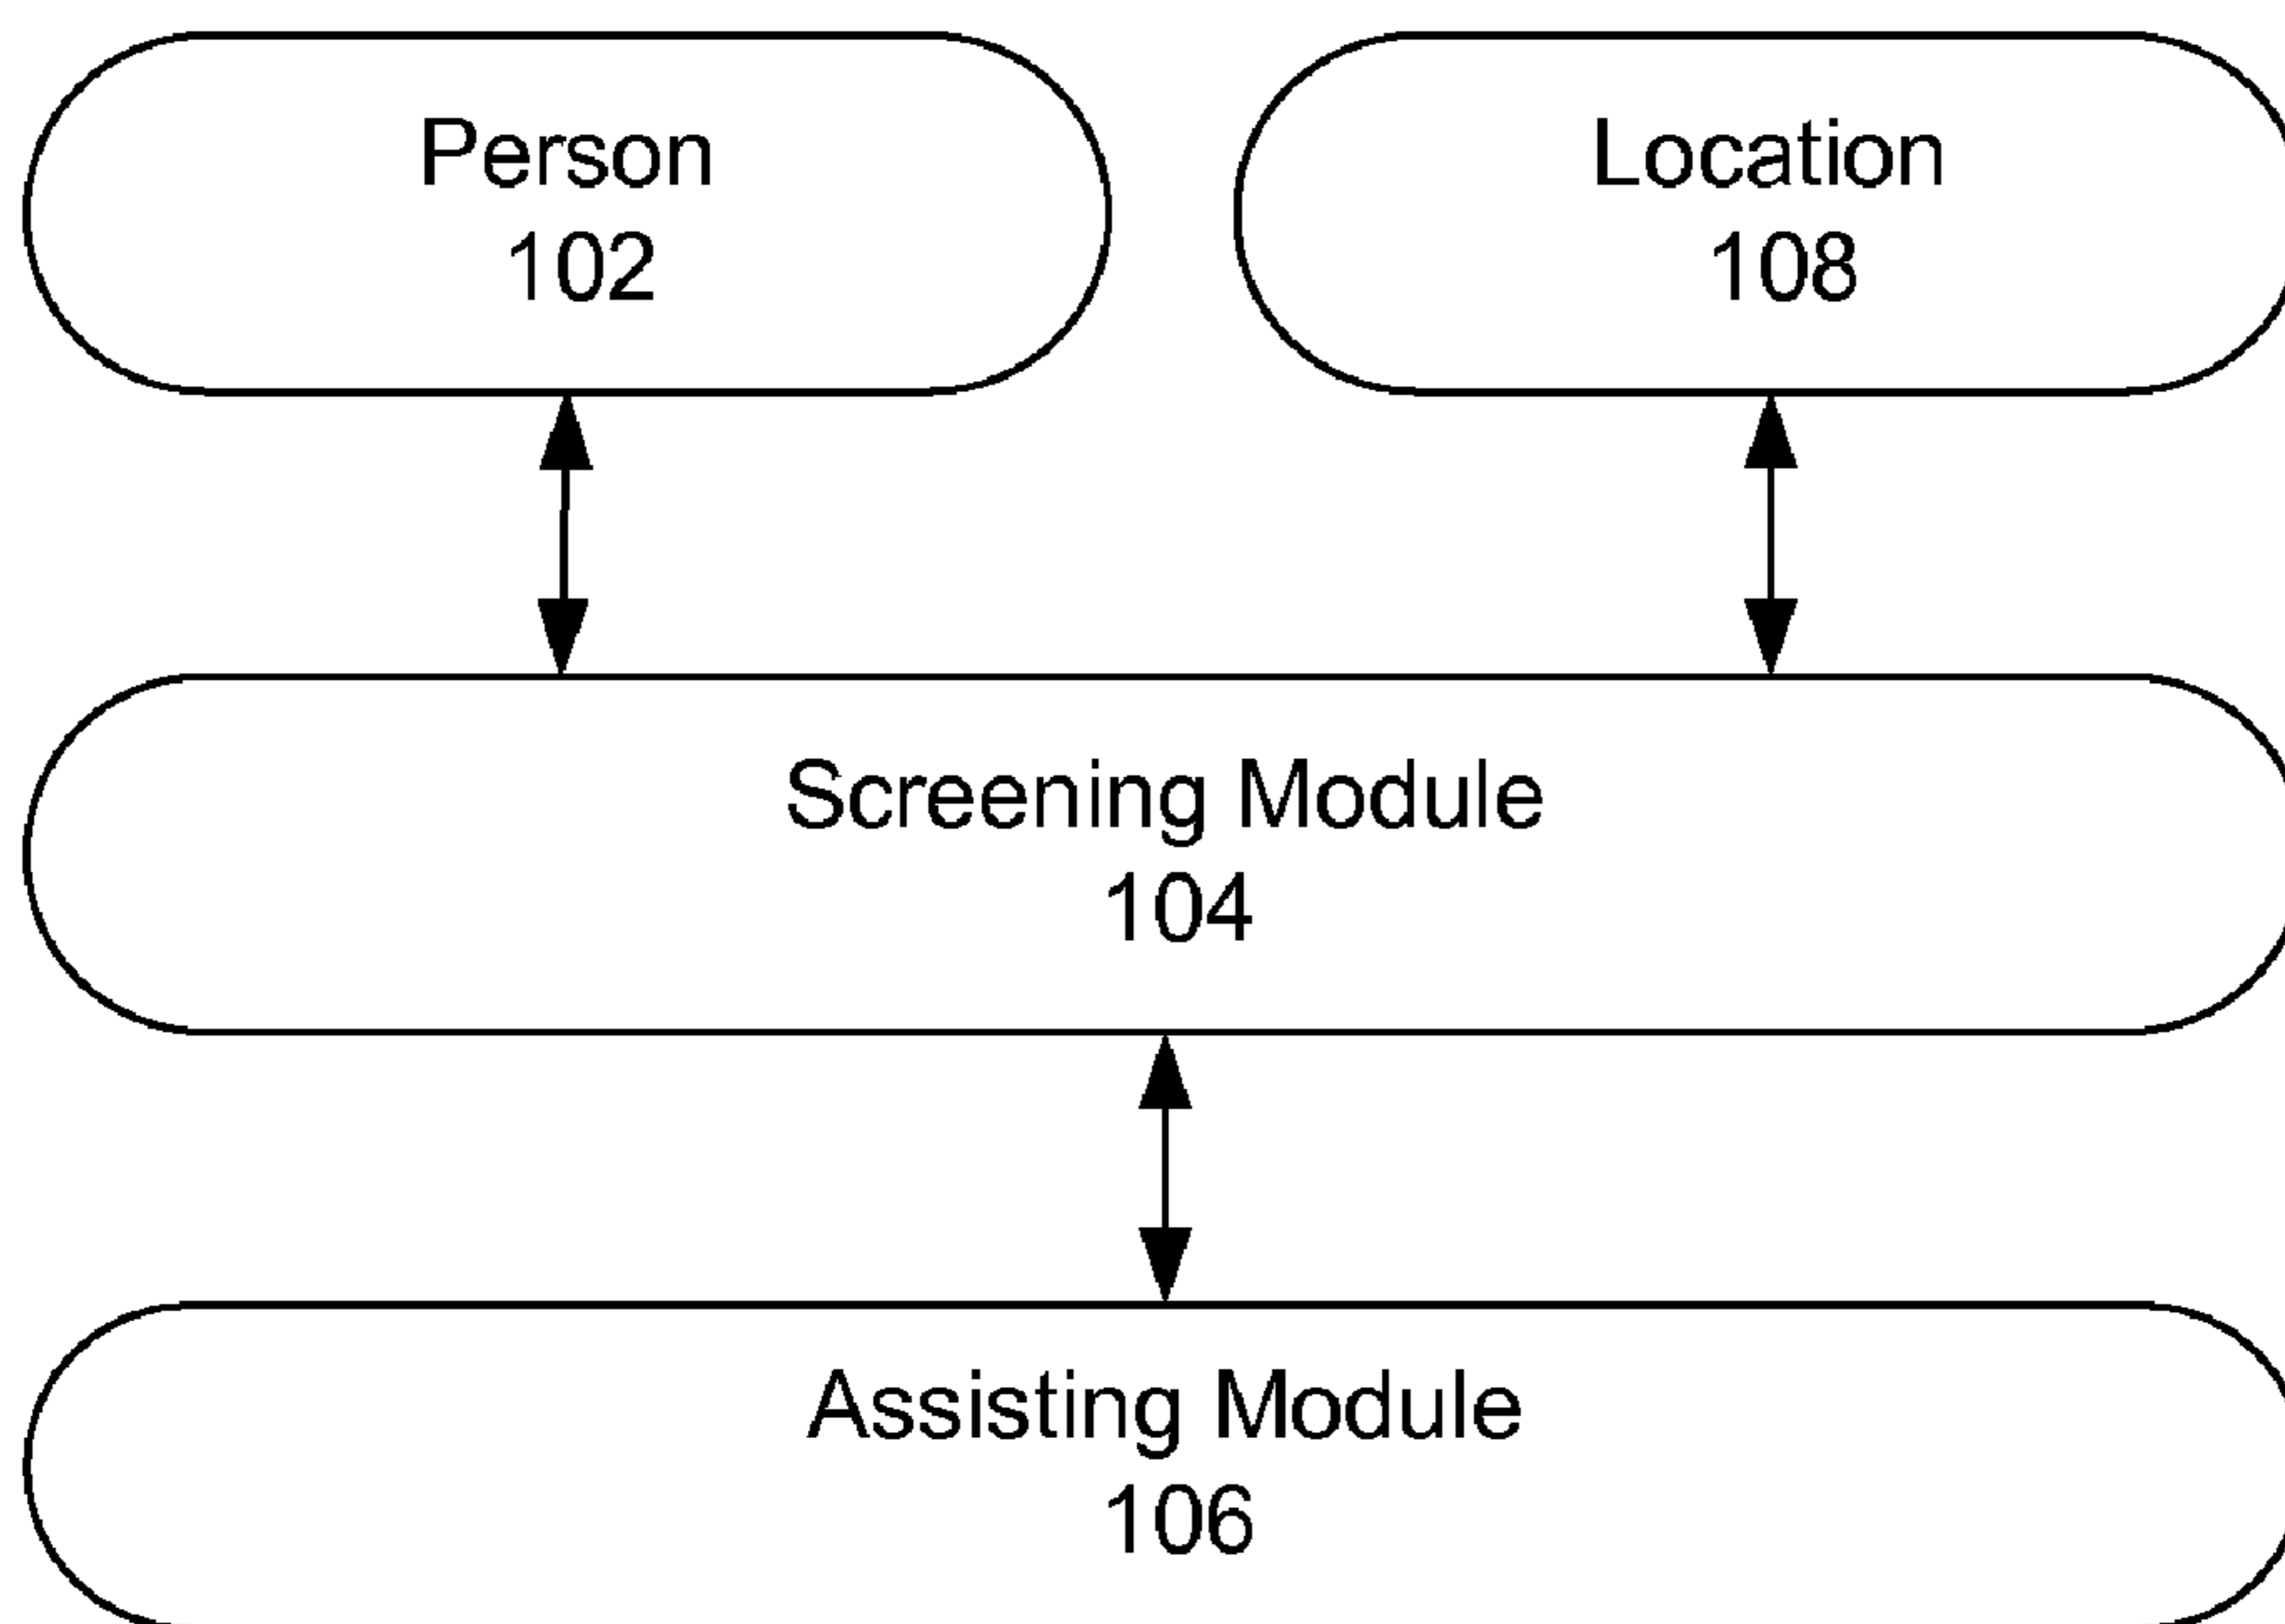 Person
102
Location
108
Screening Module
104
Assisting Module
106